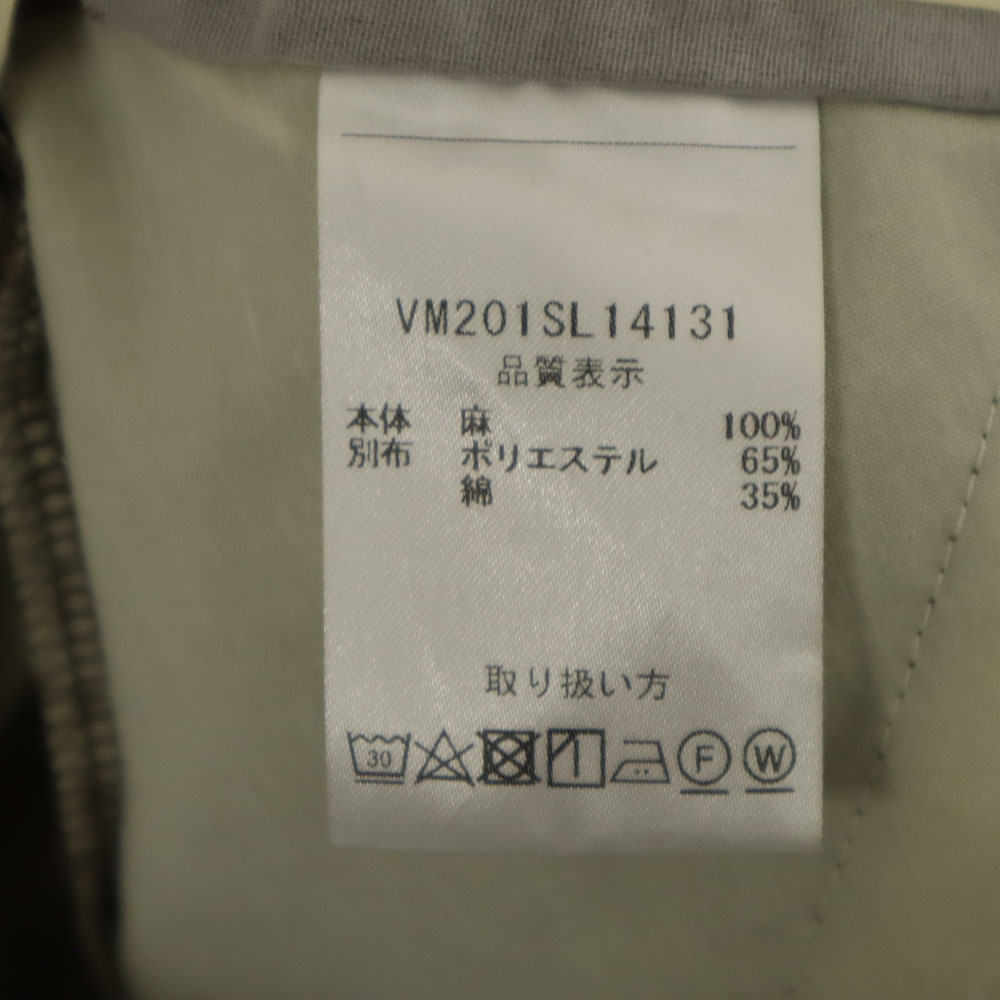 VM201SL14131
品質表示
本体 麻 100%
別布 ポリエステル 65%
綿 35%
取り扱い方
30 F W